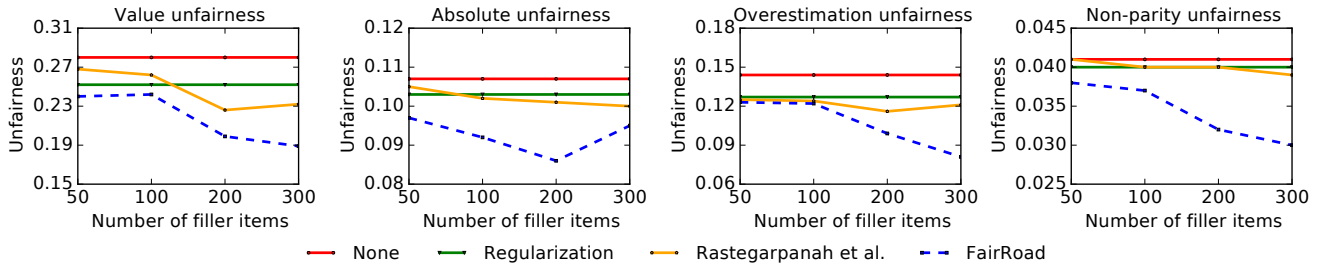 Value unfairness
Unfairness
0.31
0.27
0.23
0.19
0.15
50 100 200 300
Number of filler items
Absolute unfairness
Unfairness
0.12
0.11
0.10
0.09
0.08
50 100 200 300
Number of filler items
Overestimation unfairness
Unfairness
0.18
0.15
0.12
0.09
0.06
50 100 200 300
Number of filler items
Non-parity unfairness
Unfairness
0.045
0.040
0.035
0.030
0.025
50 100 200 300
Number of filler items
None Regularization Rastegarpanah et al. FairRoad